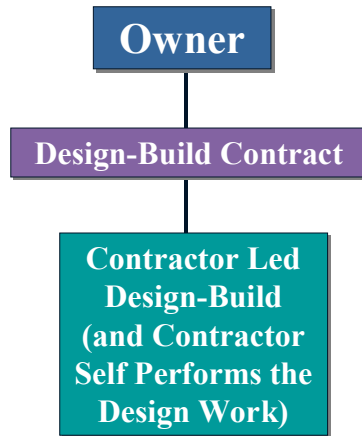 Owner
Design-Build Contract
Contractor Led
Design-Build
(and Contractor
Self Performs the
Design Work)